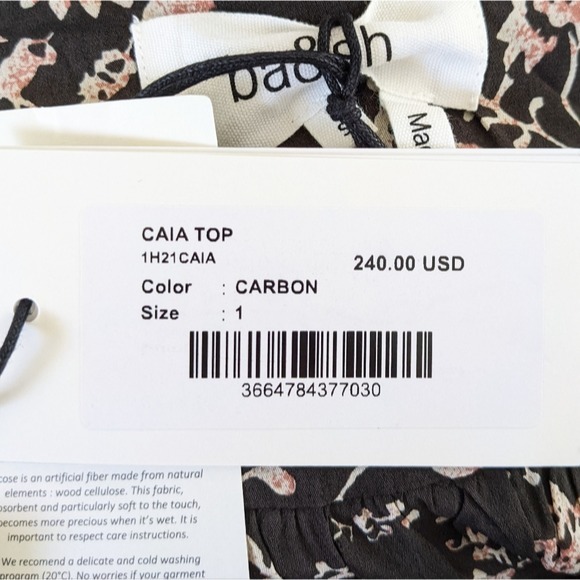 ba&sh
Ma
CAIA TOP
1H21CAIA
240.00 USD
Color : CARBON
Size : 1
3664784377030
cose is an artificial fiber made from natural
elements : wood cellulose. This fabric,
sorbent and particularly soft to the touch,
ecomes more precious when it's wet. It is
important to respect care instructions.
We recomend a delicate and cold washing
program (20°C). No worries if your garment